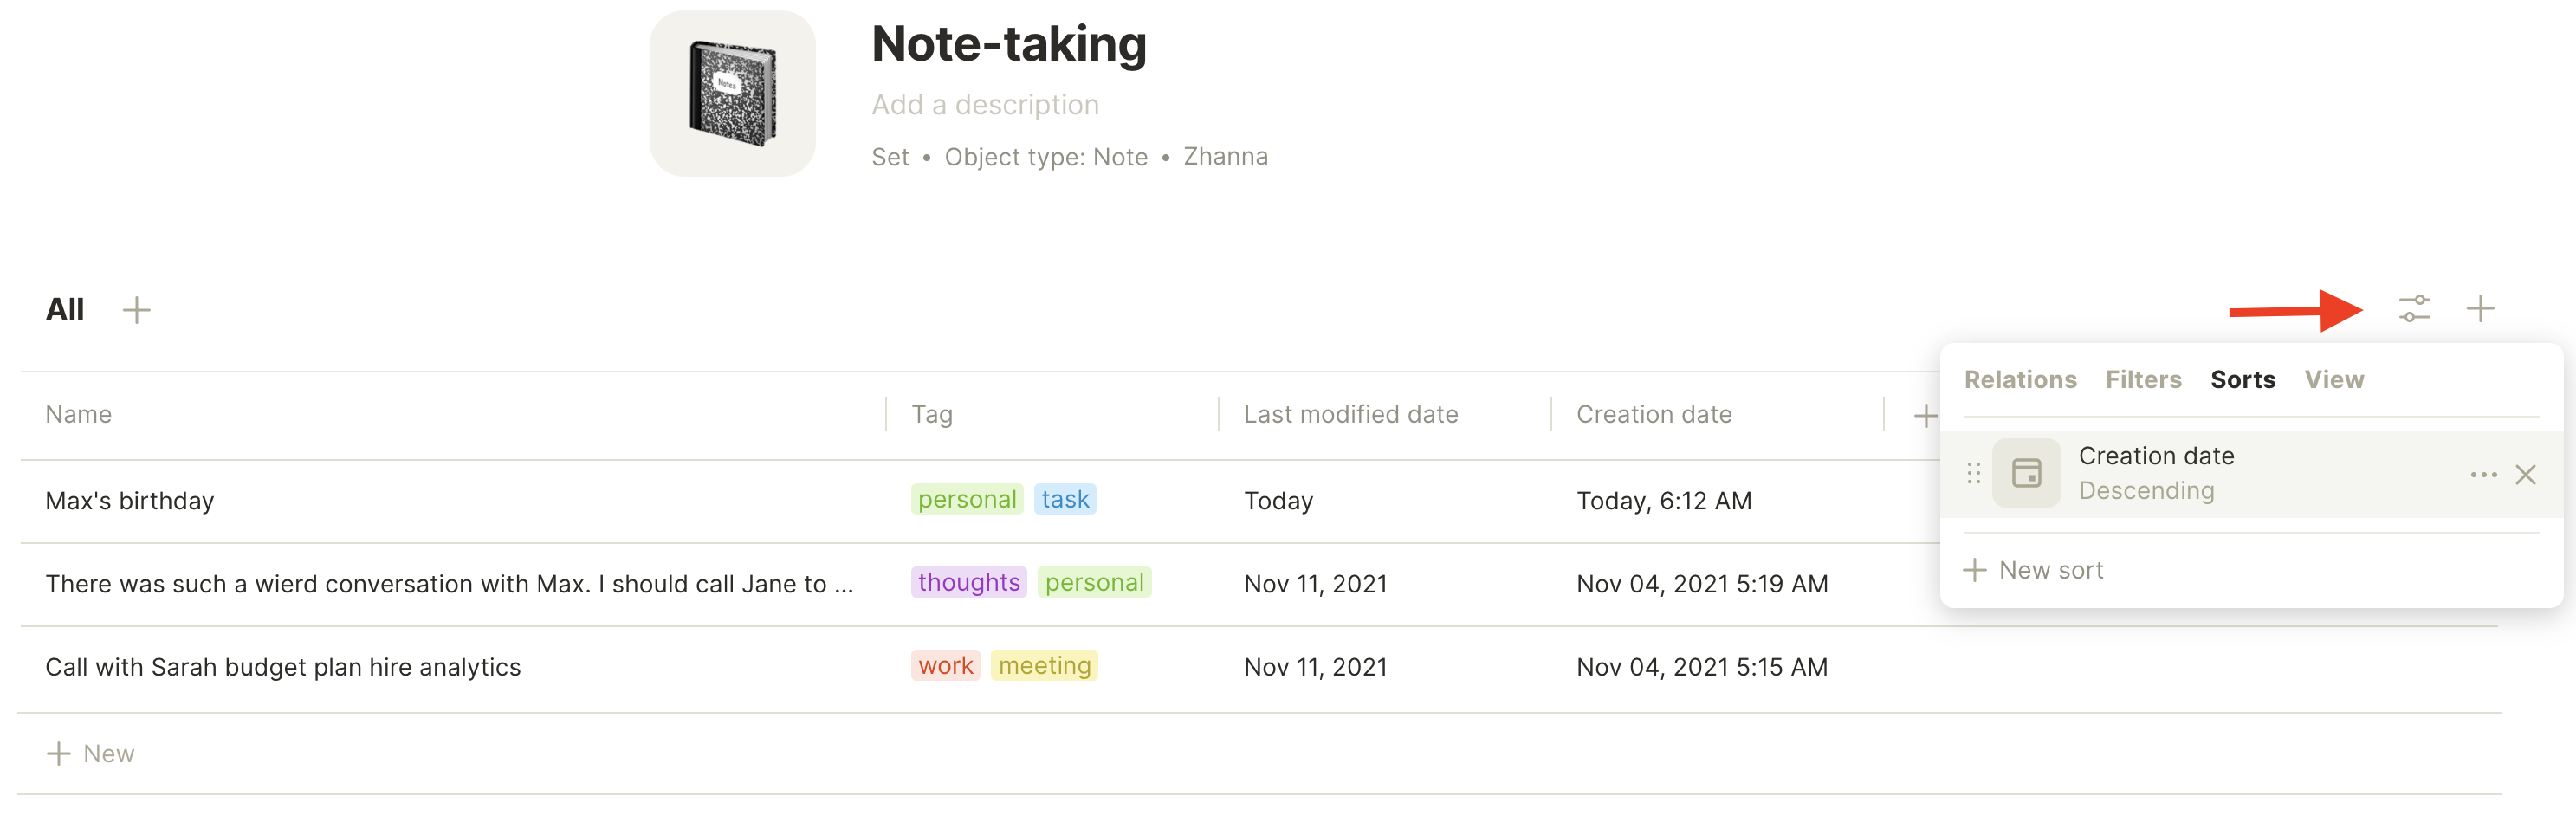 Notes
Note-taking
Add a description
Set • Object type: Note • Zhanna
All
Relations Filters Sorts View
Name Tag Last modified date Creation date
Creation date
Descending
Max's birthday personal task Today Today, 6:12 AM
New sort
There was such a wierd conversation with Max. I should call Jane to ... thoughts personal Nov 11, 2021 Nov 04, 2021 5:19 AM
Call with Sarah budget plan hire analytics work meeting Nov 11, 2021 Nov 04, 2021 5:15 AM
New